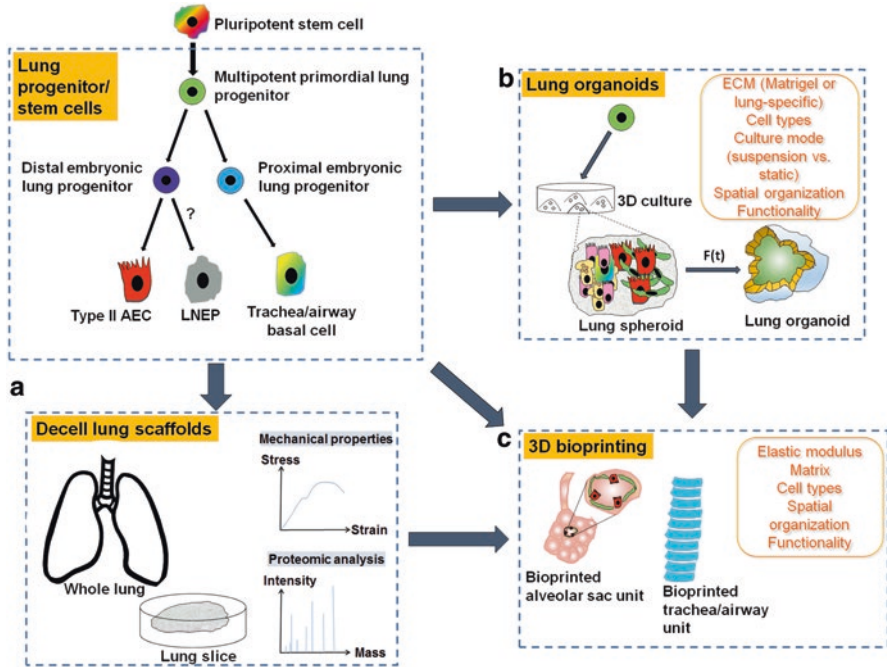 Pluripotent stem cell
Lung
progenitor/
stem cells
Multipotent primordial lung
progenitor
Distal embryonic
lung progenitor
Proximal embryonic
lung progenitor
?
Type II AEC
LNEP
Trachea/airway
basal cell
b
Lung organoids
ECM (Matrigel or
lung-specific)
Cell types
Culture mode
(suspension vs.
static)
Spatial organization
Functionality
3D culture
F(t)
Lung spheroid
Lung organoid
a
Decell lung scaffolds
Mechanical properties
Stress
Strain
Proteomic analysis
Intensity
Mass
Whole lung
Lung slice
c
3D bioprinting
Elastic modulus
Matrix
Cell types
Spatial
organization
Functionality
Bioprinted
alveolar sac unit
Bioprinted
trachea/airway
unit